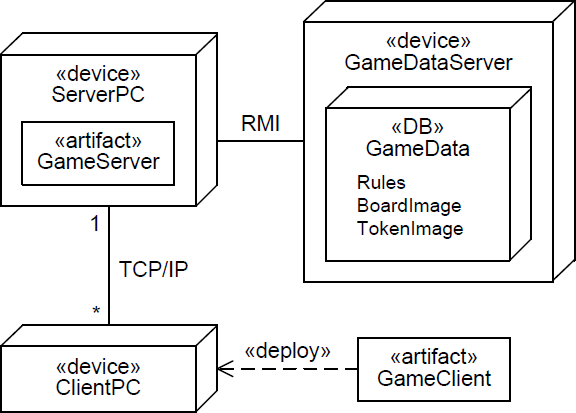 «device»
ServerPC
«artifact»
GameServer
RMI
«device»
GameDataServer
«DB»
GameData
Rules
BoardImage
TokenImage
1
TCP/IP
*
«device»
ClientPC
«deploy»
«artifact»
GameClient